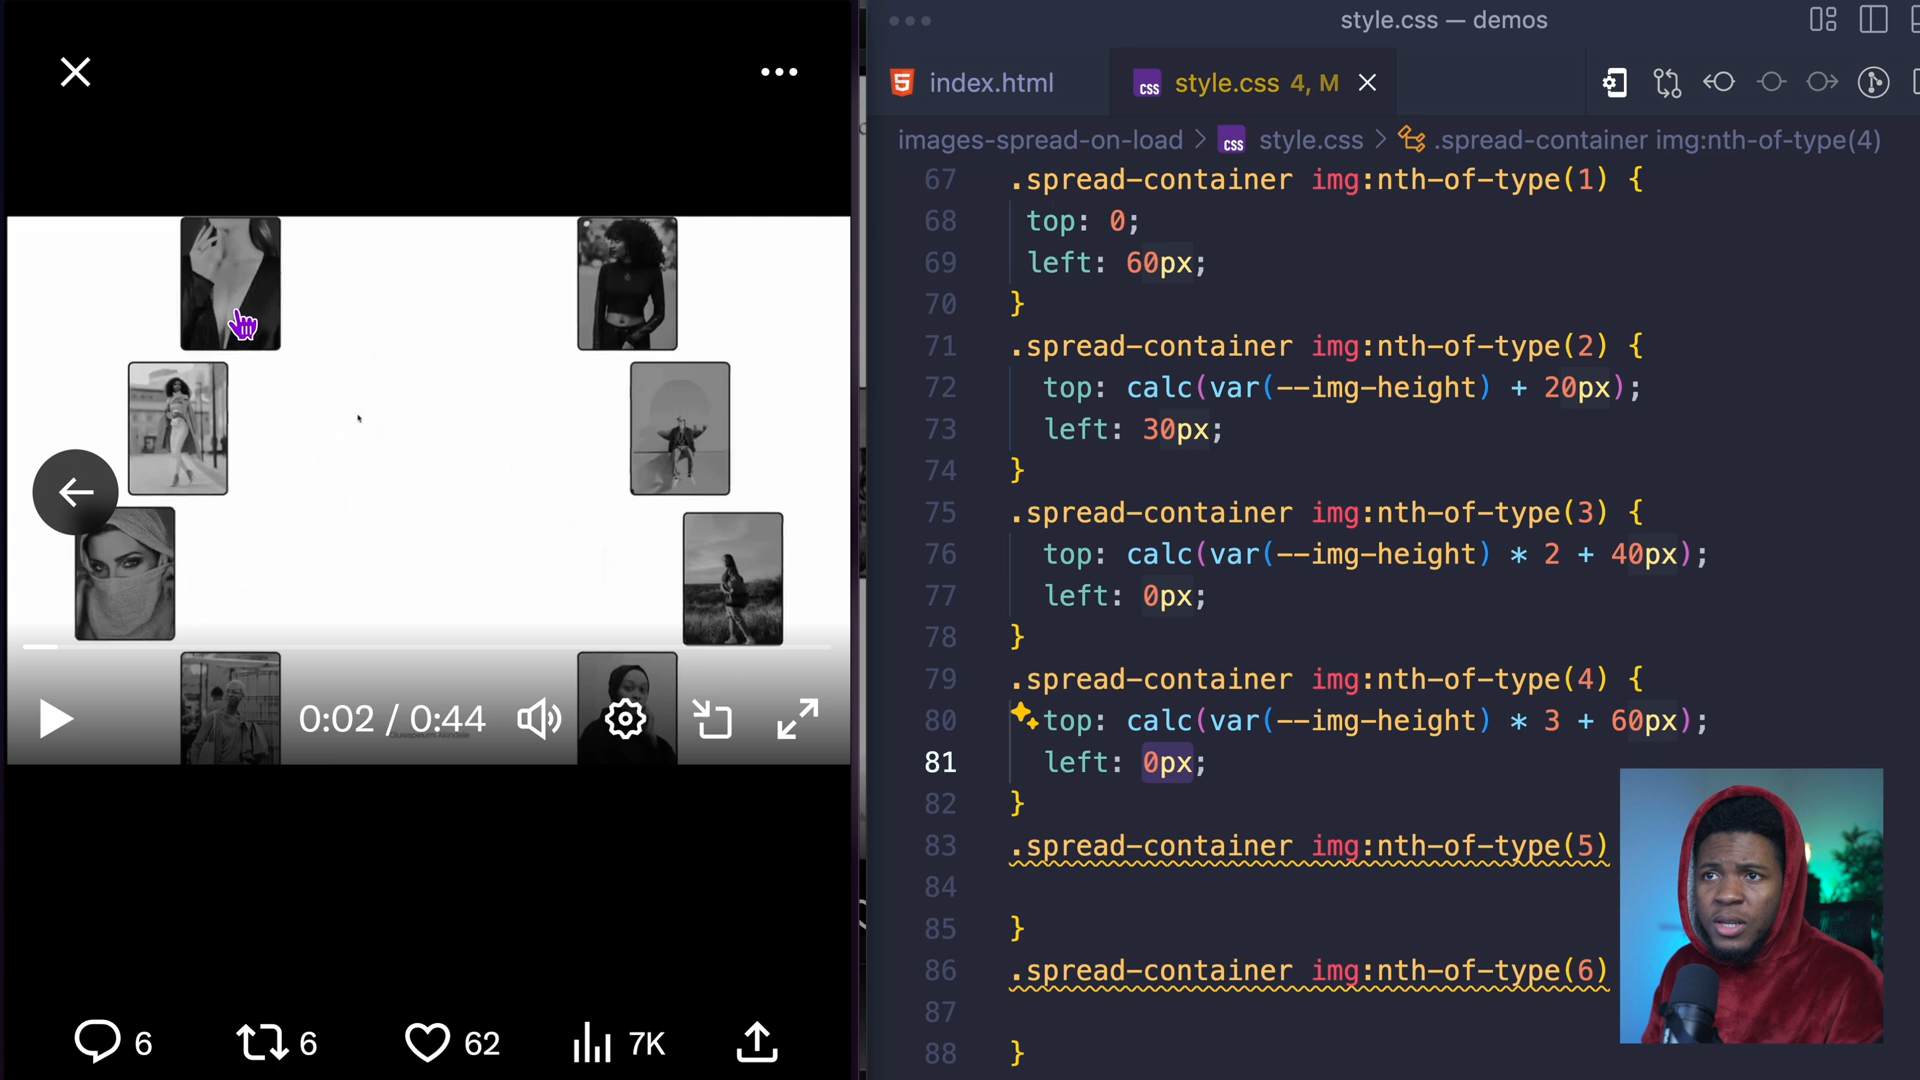 style.css — demos
index.html
css style.css 4, M
images-spread-on-load > css style.css > .spread-container img:nth-of-type(4)
67 .spread-container img:nth-of-type(1) {
68 top: 0;
69 left: 60px;
70 }
71 .spread-container img:nth-of-type(2) {
72 top: calc(var(--img-height) + 20px);
73 left: 30px;
74 }
75 .spread-container img:nth-of-type(3) {
76 top: calc(var(--img-height) * 2 + 40px);
77 left: 0px;
78 }
79 .spread-container img:nth-of-type(4) {
80 top: calc(var(--img-height) * 3 + 60px);
81 left: 0px;
82 }
83 .spread-container img:nth-of-type(5)
84
85 }
86 .spread-container img:nth-of-type(6)
87
88 }
0:02 / 0:44
6
6
62
7K